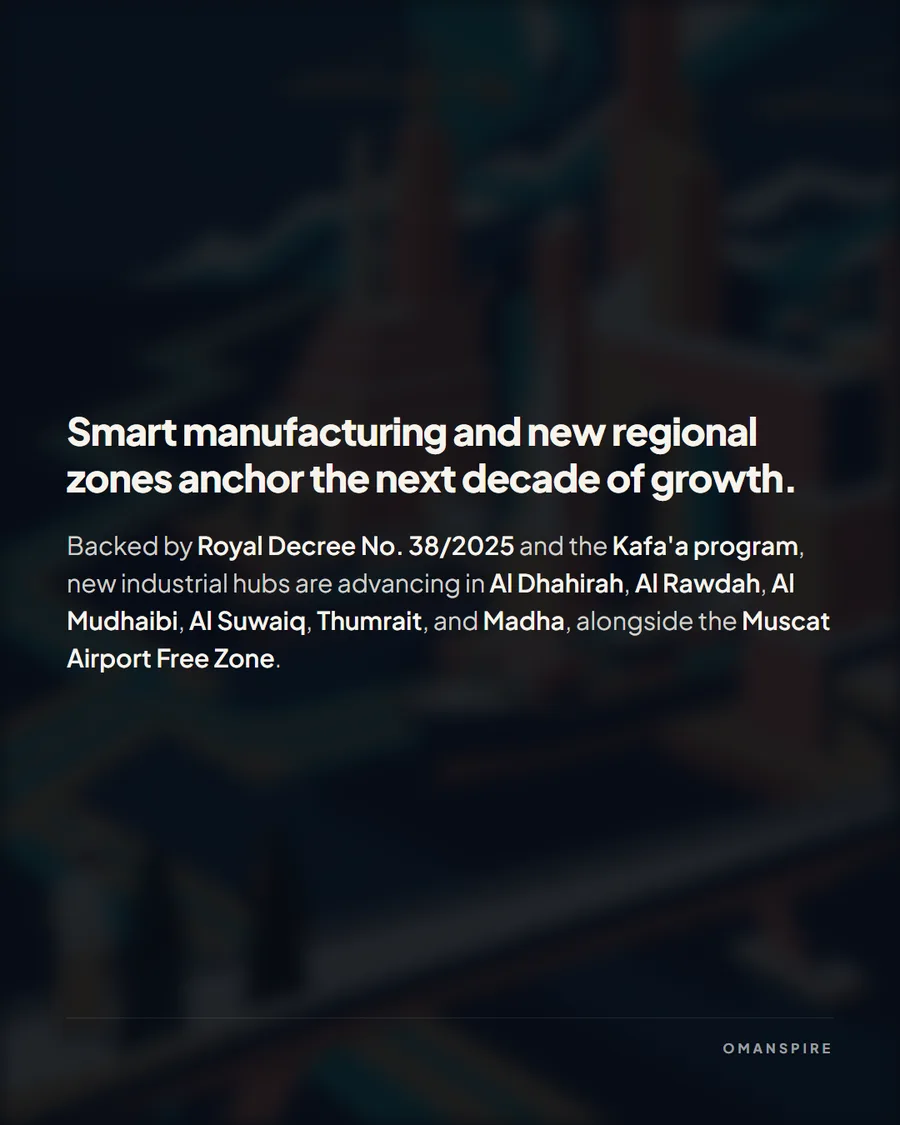 Smart manufacturing and new regional
zones anchor the next decade of growth.
Backed by Royal Decree No. 38/2025 and the Kafa'a program,
new industrial hubs are advancing in Al Dhahirah, Al Rawdah, Al
Mudhaibi, Al Suwaiq, Thumrait, and Madha, alongside the Muscat
Airport Free Zone.
OMANSPIRE